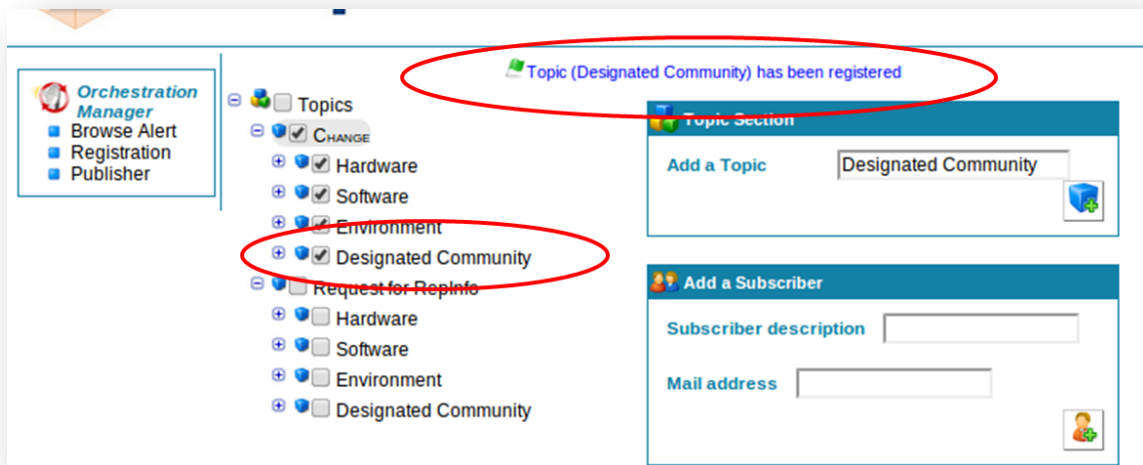 Topic (Designated Community) has been registered
Orchestration
Manager
Browse Alert
Registration
Publisher
Topics
CHANGE
Hardware
Software
Environment
Designated Community
Request for RepInfo
Hardware
Software
Environment
Designated Community
Topic Section
Add a Topic Designated Community
Add a Subscriber
Subscriber description
Mail address